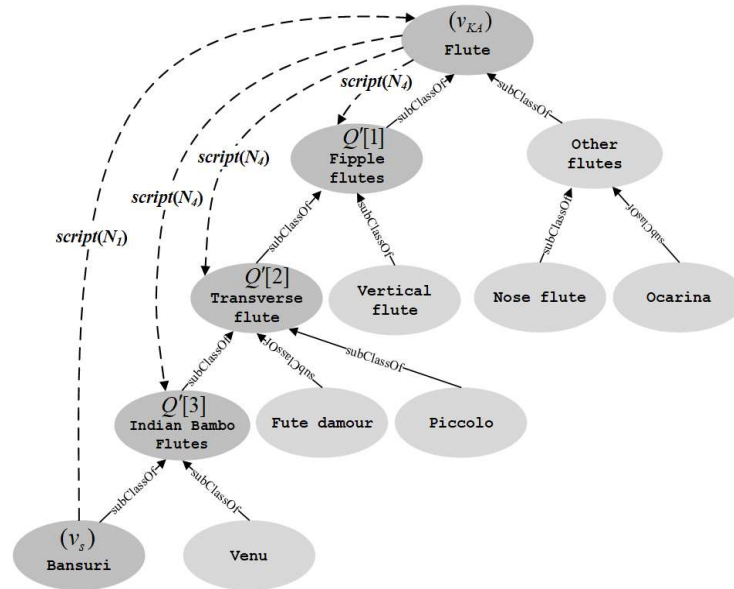 (v_KA)
Flute
script(N_4)
subClassOf
subClassOf
Q'[1]
Fipple
flutes
Other
flutes
script(N_4)
script(N_4)
script(N_1)
subClassOf
subClassOf
subClassOf
subClassOf
Q'[2]
Transverse
flute
Vertical
flute
Nose flute
Ocarina
subClassOf
subClassOf
subClassOf
Q'[3]
Indian Bambo
Flutes
Fute damour
Piccolo
subClassOf
subClassOf
(v_s)
Bansuri
Venu